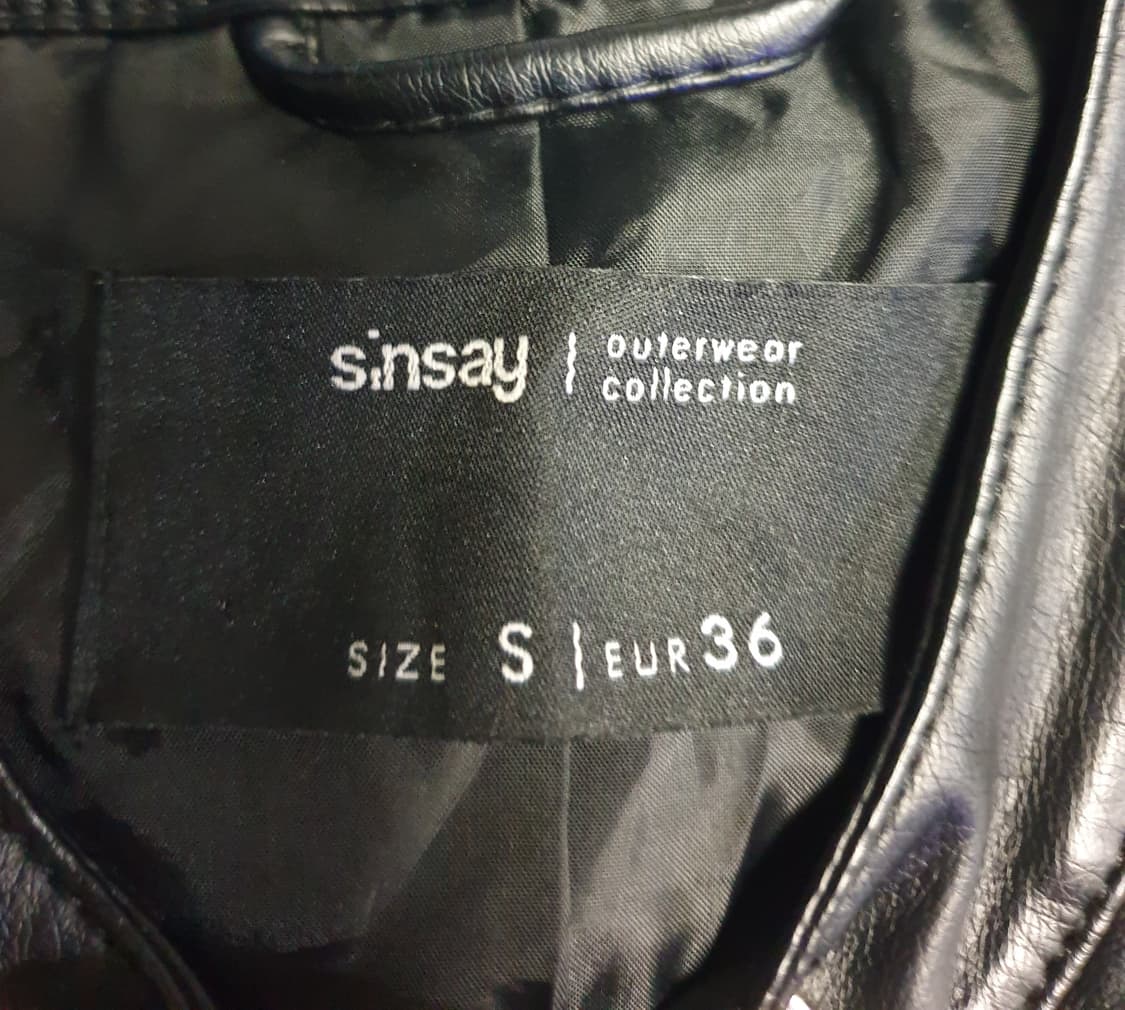 sinsay | outerwear
collection
SIZE S | EUR 36